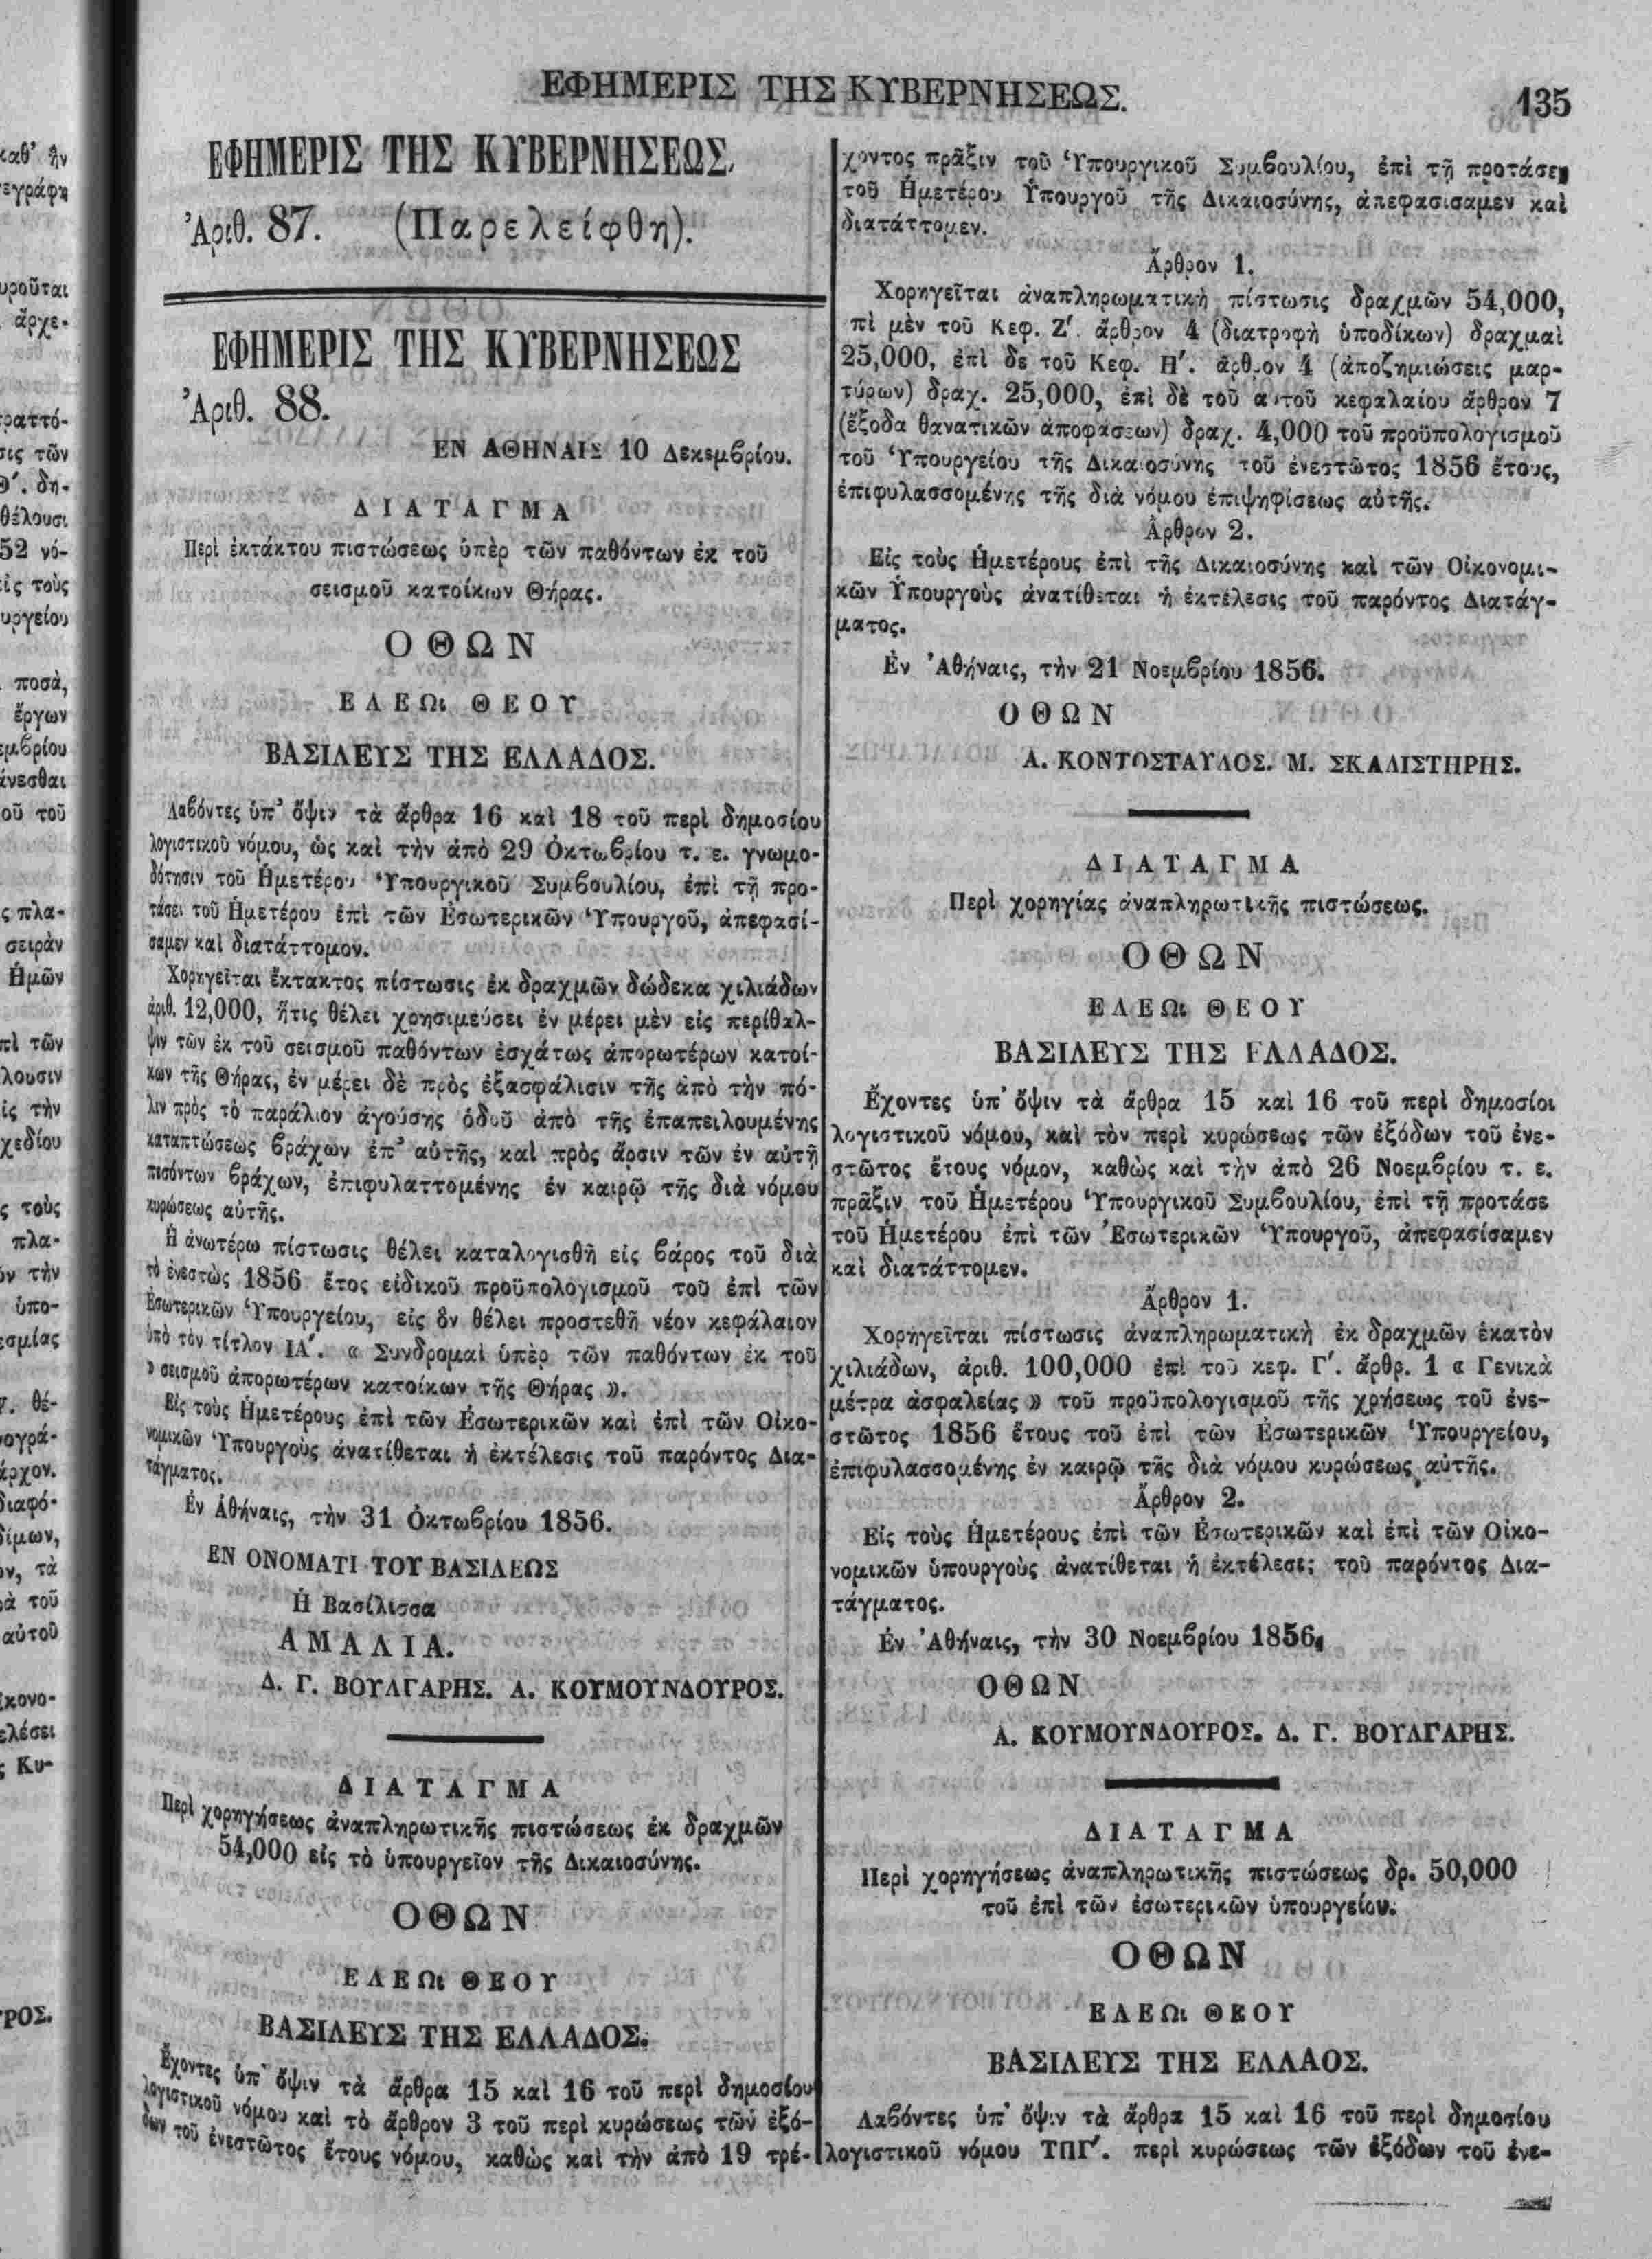 ΕΦΗΜΕΡΙΣ ΤΗΣ ΚΥΒΕΡΝΗΣΕΩΣ.
135
ΕΦΗΜΕΡΙΣ ΤΗΣ ΚΥΒΕΡΝΗΣΕΩΣ.
Ἀριθ. 87. (Παρελείφθη).
ΕΦΗΜΕΡΙΣ ΤΗΣ ΚΥΒΕΡΝΗΣΕΩΣ
Ἀριθ. 88.
ΕΝ ΑΘΗΝΑΙΣ 10 Δεκεμβρίου.
ΔΙΑΤΑΓΜΑ
Περὶ ἐκτάκτου πιστώσεως ὑπὲρ τῶν παθόντων ἐκ τοῦ
σεισμοῦ κατοίκων Θήρας.
ΟΘΩΝ
ΕΛΕΩι ΘΕΟΥ
ΒΑΣΙΛΕΥΣ ΤΗΣ ΕΛΛΑΔΟΣ.
Λαβόντες ὑπ' ὄψιν τὰ ἄρθρα 16 καὶ 18 τοῦ περὶ δημοσίου
λογιστικοῦ νόμου, ὡς καὶ τὴν ἀπὸ 29 Ὀκτωβρίου τ. ε. γνωμο-
δότησιν τοῦ Ἡμετέρου Ὑπουργικοῦ Συμβουλίου, ἐπὶ τῇ προ-
τάσει τοῦ Ἡμετέρου ἐπὶ τῶν Ἐσωτερικῶν Ὑπουργοῦ, ἀπεφασί-
σαμεν καὶ διατάττομον.
Χορηγεῖται ἔκτακτος πίστωσις ἐκ δραχμῶν δώδεκα χιλιάδων
ἀριθ. 12,000, ἥτις θέλει χρησιμεύσει ἐν μέρει μὲν εἰς περίθαλ-
ψιν τῶν ἐκ τοῦ σεισμοῦ παθόντων ἐσχάτως ἀπορωτέρων κατοί-
κων τῆς Θήρας, ἐν μέρει δὲ πρὸς ἐξασφάλισιν τῆς ἀπὸ τὴν πό-
λιν πρὸς τὸ παράλιον ἀγούσης ὁδοῦ ἀπὸ τῆς ἐπαπειλουμένης
καταπτώσεως βράχων ἐπ' αὐτῆς, καὶ πρὸς ἄρσιν τῶν ἐν αὐτῇ
πεσόντων βράχων, ἐπιφυλαττομένης ἐν καιρῷ τῆς διὰ νόμου
κυρώσεως αὐτῆς.
Ἡ ἀνωτέρω πίστωσις θέλει καταλογισθῆ εἰς βάρος τοῦ διὰ
τὸ ἐνεστὼς 1856 ἔτος εἰδικοῦ προϋπολογισμοῦ τοῦ ἐπὶ τῶν
Ἐσωτερικῶν Ὑπουργείου, εἰς ὃν θέλει προστεθῆ νέον κεφάλαιον
ὑπὸ τὸν τίτλον ΙΔ'. « Συνδρομαὶ ὑπὲρ τῶν παθόντων ἐκ τοῦ
» σεισμοῦ ἀπορωτέρων κατοίκων τῆς Θήρας ».
Εἰς τοὺς Ἡμετέρους ἐπὶ τῶν Ἐσωτερικῶν καὶ ἐπὶ τῶν Οἰκο-
νομικῶν Ὑπουργοὺς ἀνατίθεται ἡ ἐκτέλεσις τοῦ παρόντος Δια-
τάγματος.
Ἐν Ἀθήναις, τὴν 31 Ὀκτωβρίου 1856.
ΕΝ ΟΝΟΜΑΤΙ ΤΟΥ ΒΑΣΙΛΕΩΣ
Ἡ Βασίλισσα
ΑΜΑΛΙΑ.
Δ. Γ. ΒΟΥΛΓΑΡΗΣ. Α. ΚΟΥΜΟΥΝΔΟΥΡΟΣ.
ΔΙΑΤΑΓΜΑ
Περὶ χορηγήσεως ἀναπληρωτικῆς πιστώσεως ἐκ δραχμῶν
54,000 εἰς τὸ ὑπουργεῖον τῆς Δικαιοσύνης.
ΟΘΩΝ
ΕΛΕΩι ΘΕΟΥ
ΒΑΣΙΛΕΥΣ ΤΗΣ ΕΛΛΑΔΟΣ.
Ἔχοντες ὑπ' ὄψιν τὰ ἄρθρα 15 καὶ 16 τοῦ περὶ δημοσίου
λογιστικοῦ νόμου καὶ τὸ ἄρθρον 3 τοῦ περὶ κυρώσεως τῶν ἐξό-
δων τοῦ ἐνεστῶτος ἔτους νόμου, καθὼς καὶ τὴν ἀπὸ 19 τρέ-
χοντος πρᾶξιν τοῦ Ὑπουργικοῦ Συμβουλίου, ἐπὶ τῇ προτάσει
τοῦ Ἡμετέρου Ὑπουργοῦ τῆς Δικαιοσύνης, ἀπεφασίσαμεν καὶ
διατάττομεν.
Ἄρθρον 1.
Χορηγεῖται ἀναπληρωματικὴ πίστωσις δραχμῶν 54,000,
πὶ μὲν τοῦ Κεφ. Ζ'. ἄρθρον 4 (διατροφὴ ὑποδίκων) δραχμαὶ
25,000, ἐπὶ δὲ τοῦ Κεφ. Η'. ἄρθρον 4 (ἀποζημιώσεις μαρ-
τύρων) δραχ. 25,000, ἐπὶ δὲ τοῦ αὐτοῦ κεφαλαίου ἄρθρον 7
(ἔξοδα θανατικῶν ἀποφάσεων) δραχ. 4,000 τοῦ προϋπολογισμοῦ
τοῦ Ὑπουργείου τῆς Δικαιοσύνης τοῦ ἐνεστῶτος 1856 ἔτους,
ἐπιφυλασσομένης τῆς διὰ νόμου ἐπιψηφίσεως αὐτῆς.
Ἄρθρον 2.
Εἰς τοὺς Ἡμετέρους ἐπὶ τῆς Δικαιοσύνης καὶ τῶν Οἰκονομι-
κῶν Ὑπουργοὺς ἀνατίθεται ἡ ἐκτέλεσις τοῦ παρόντος Διατάγ-
ματος.
Ἐν Ἀθήναις, τὴν 21 Νοεμβρίου 1856.
ΟΘΩΝ
Α. ΚΟΝΤΟΣΤΑΥΛΟΣ. Μ. ΣΚΑΛΙΣΤΗΡΗΣ.
ΔΙΑΤΑΓΜΑ
Περὶ χορηγίας ἀναπληρωτικῆς πιστώσεως.
ΟΘΩΝ
ΕΛΕΩι ΘΕΟΥ
ΒΑΣΙΛΕΥΣ ΤΗΣ ΕΛΛΑΔΟΣ.
Ἔχοντες ὑπ' ὄψιν τὰ ἄρθρα 15 καὶ 16 τοῦ περὶ δημοσίοι
λογιστικοῦ νόμου, καὶ τὸν περὶ κυρώσεως τῶν ἐξόδων τοῦ ἐνε-
στῶτος ἔτους νόμον, καθὼς καὶ τὴν ἀπὸ 26 Νοεμβρίου τ. ε.
πρᾶξιν τοῦ Ἡμετέρου Ὑπουργικοῦ Συμβουλίου, ἐπὶ τῇ προτάσε
τοῦ Ἡμετέρου ἐπὶ τῶν Ἐσωτερικῶν Ὑπουργοῦ, ἀπεφασίσαμεν
καὶ διατάττομεν.
Ἄρθρον 1.
Χορηγεῖται πίστωσις ἀναπληρωματικὴ ἐκ δραχμῶν ἑκατὸν
χιλιάδων, ἀριθ. 100,000 ἐπὶ τοῦ κεφ. Γ'. ἄρθρ. 1 « Γενικὰ
μέτρα ἀσφαλείας » τοῦ προϋπολογισμοῦ τῆς χρήσεως τοῦ ἐνε-
στῶτος 1856 ἔτους τοῦ ἐπὶ τῶν Ἐσωτερικῶν Ὑπουργείου,
ἐπιφυλασσομένης ἐν καιρῷ τῆς διὰ νόμου κυρώσεως αὐτῆς.
Ἄρθρον 2.
Εἰς τοὺς Ἡμετέρους ἐπὶ τῶν Ἐσωτερικῶν καὶ ἐπὶ τῶν Οἰκο-
νομικῶν ὑπουργοὺς ἀνατίθεται ἡ ἐκτέλεσις τοῦ παρόντος Δια-
τάγματος.
Ἐν Ἀθήναις, τὴν 30 Νοεμβρίου 1856.
ΟΘΩΝ
Α. ΚΟΥΜΟΥΝΔΟΥΡΟΣ. Δ. Γ. ΒΟΥΛΓΑΡΗΣ.
ΔΙΑΤΑΓΜΑ
Περὶ χορηγήσεως ἀναπληρωτικῆς πιστώσεως δρ. 50,000
τοῦ ἐπὶ τῶν ἐσωτερικῶν ὑπουργείου.
ΟΘΩΝ
ΕΛΕΩι ΘΕΟΥ
ΒΑΣΙΛΕΥΣ ΤΗΣ ΕΛΛΑΟΣ.
Λαβόντες ὑπ' ὄψιν τὰ ἄρθρα 15 καὶ 16 τοῦ περὶ δημοσίου
λογιστικοῦ νόμου ΤΠΓ'. περὶ κυρώσεως τῶν ἐξόδων τοῦ ἐνε-